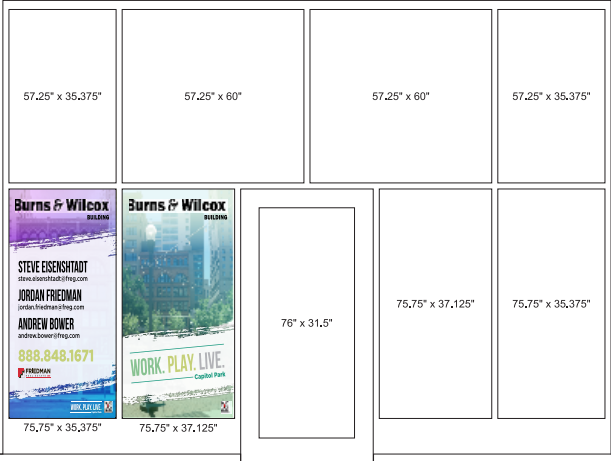 57.25" x 35.375"
57.25" x 60"
57.25" x 60"
57.25" x 35.375"
Burns & Wilcox
BUILDING
STEVE EISENSHTADT
steve.eisenshtadt@freg.com
JORDAN FRIEDMAN
jordan.friedman@freg.com
ANDREW BOWER
andrew.bower@freg.com
888.848.1671
FRIEDMAN
WORK. PLAY. LIVE.
75.75" x 35.375"
Burns & Wilcox
BUILDING
WORK. PLAY. LIVE.
Capitol Park
75.75" x 37.125"
76" x 31.5"
75.75" x 37.125"
75.75" x 35.375"